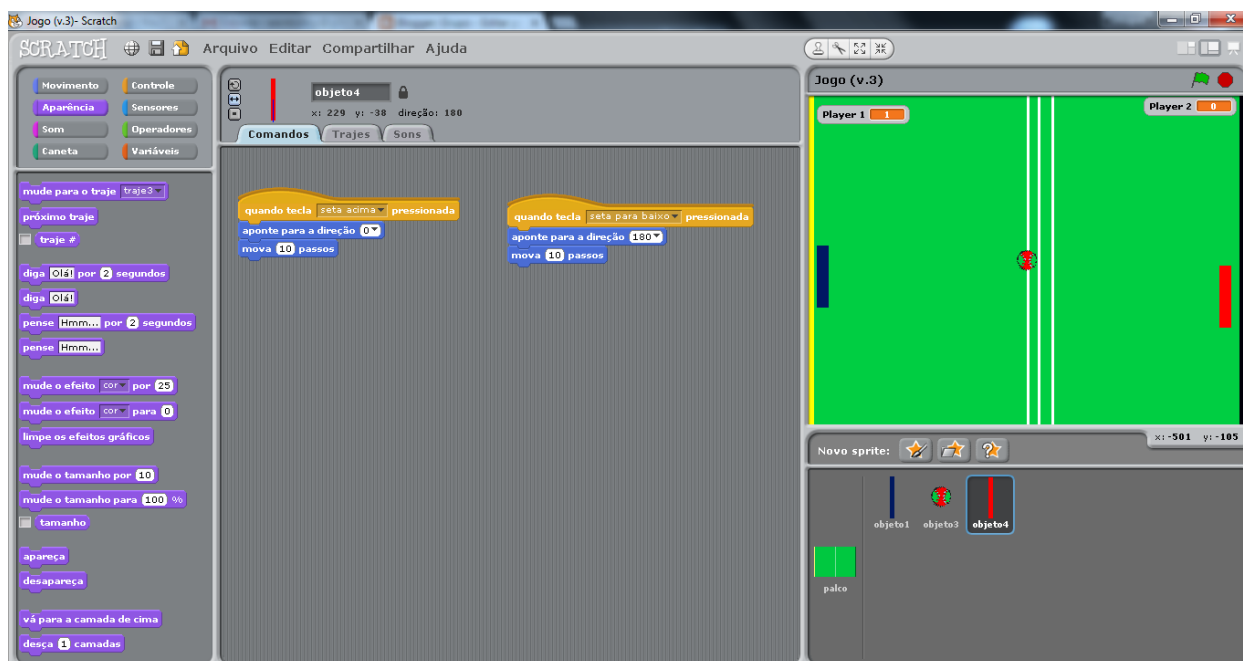 Jogo (v.3)- Scratch
SCRATCH Arquivo Editar Compartilhar Ajuda
Movimento Controle
Aparência Sensores
Som Operadores
Caneta Variáveis
mude para o traje traje3
próximo traje
traje #
diga Olá! por 2 segundos
diga Olá!
pense Hmm... por 2 segundos
pense Hmm...
mude o efeito cor por 25
mude o efeito cor para 0
limpe os efeitos gráficos
mude o tamanho por 10
mude o tamanho para 100 %
tamanho
apareça
desapareça
vá para a camada de cima
desça 1 camadas
objeto4
x: 229 y: -38 direção: 180
Comandos Trajes Sons
quando tecla seta acima pressionada
aponte para a direção 0
mova 10 passos
quando tecla seta para baixo pressionada
aponte para a direção 180
mova 10 passos
Jogo (v.3)
Player 1 1
Player 2 0
x: -501 y: -105
Novo sprite:
objeto1 objeto3 objeto4
palco